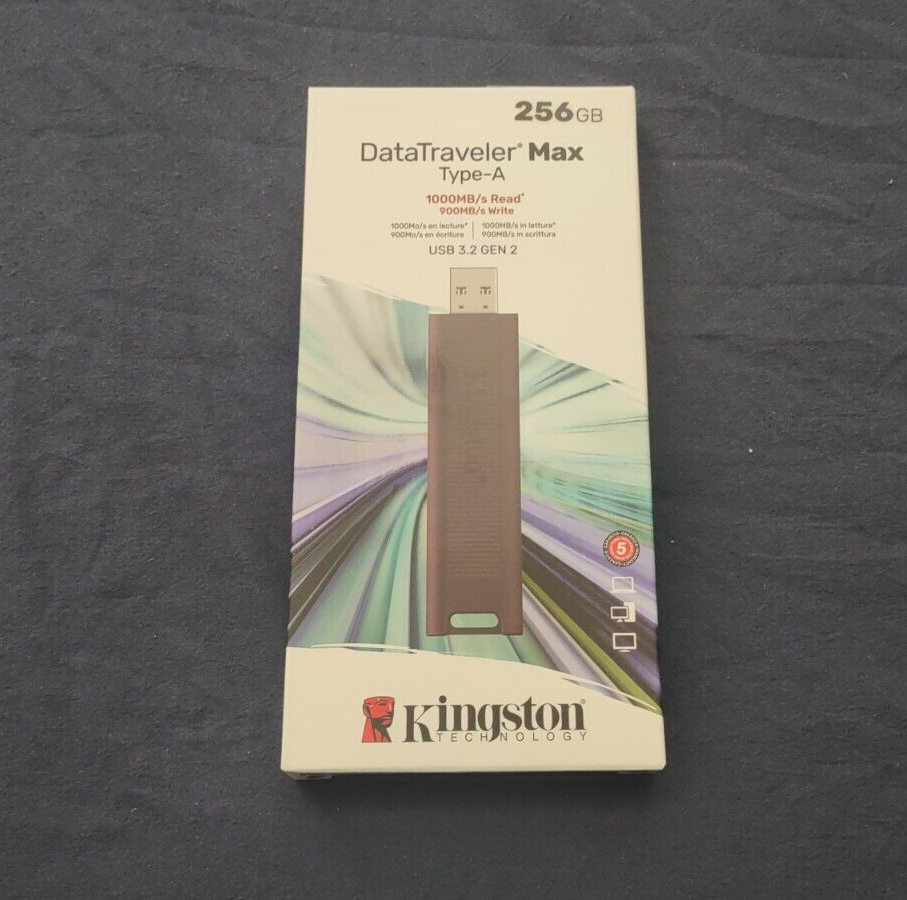 256GB
DataTraveler® Max
Type-A
1000MB/s Read*
900MB/s Write
1000Mo/s en lecture* | 1000MB/s in lettura*
900Mo/s en écriture | 900MB/s in scrittura
USB 3.2 GEN 2
5
Kingston®
TECHNOLOGY